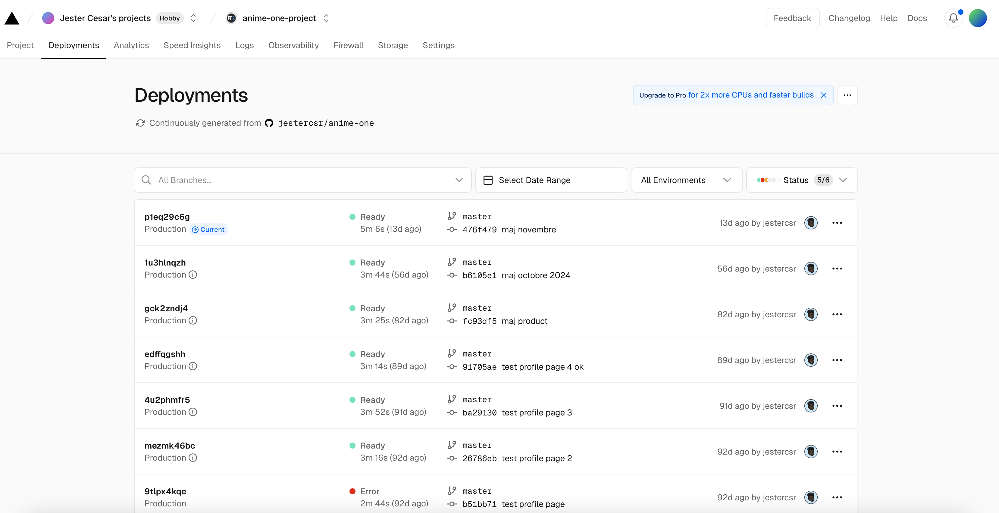 Jester Cesar's projects Hobby anime-one-project Feedback Changelog Help Docs
Project Deployments Analytics Speed Insights Logs Observability Firewall Storage Settings
Deployments
Upgrade to Pro for 2x more CPUs and faster builds
Continuously generated from jestercsr/anime-one
All Branches... Select Date Range All Environments Status 5/6
p1eq29c6g Ready master
Production Current 5m 6s (13d ago) 476f479 maj novembre
13d ago by jestercsr
1u3hlnqzh Ready master
Production 3m 44s (56d ago) b6105e1 maj octobre 2024
56d ago by jestercsr
gck2zndj4 Ready master
Production 3m 25s (82d ago) fc93df5 maj product
82d ago by jestercsr
edffqgshh Ready master
Production 3m 14s (89d ago) 91705ae test profile page 4 ok
89d ago by jestercsr
4u2phmfr5 Ready master
Production 3m 52s (91d ago) ba29130 test profile page 3
91d ago by jestercsr
mezmk46bc Ready master
Production 3m 16s (92d ago) 26786eb test profile page 2
92d ago by jestercsr
9tlpx4kqe Error master
Production 2m 44s (92d ago) b51bb71 test profile page
92d ago by jestercsr